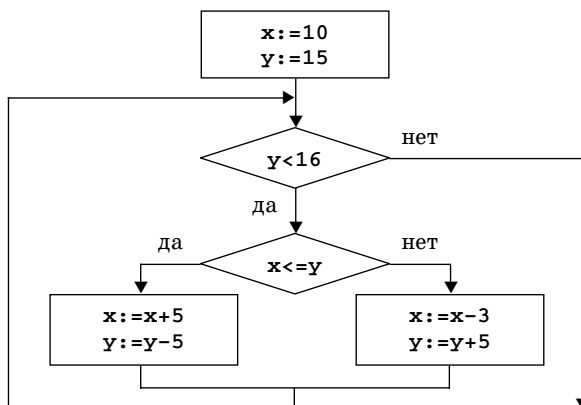 x:=10
y:=15
нет
y<16
да
да
нет
x<=y
x:=x+5
y:=y-5
x:=x-3
y:=y+5